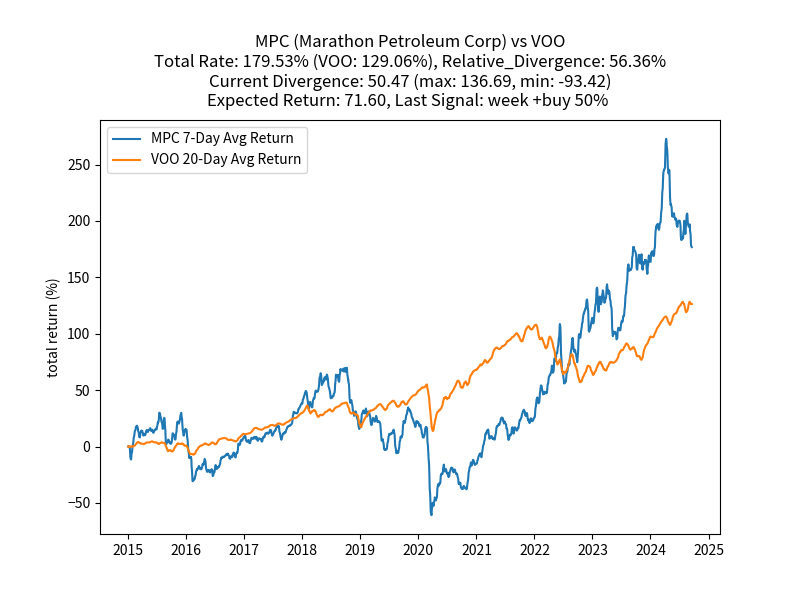 MPC (Marathon Petroleum Corp) vs VOO
Total Rate: 179.53% (VOO: 129.06%), Relative_Divergence: 56.36%
Current Divergence: 50.47 (max: 136.69, min: -93.42)
Expected Return: 71.60, Last Signal: week +buy 50%
MPC 7-Day Avg Return
VOO 20-Day Avg Return
total return (%)
250
200
150
100
50
0
−50
2015 2016 2017 2018 2019 2020 2021 2022 2023 2024 2025